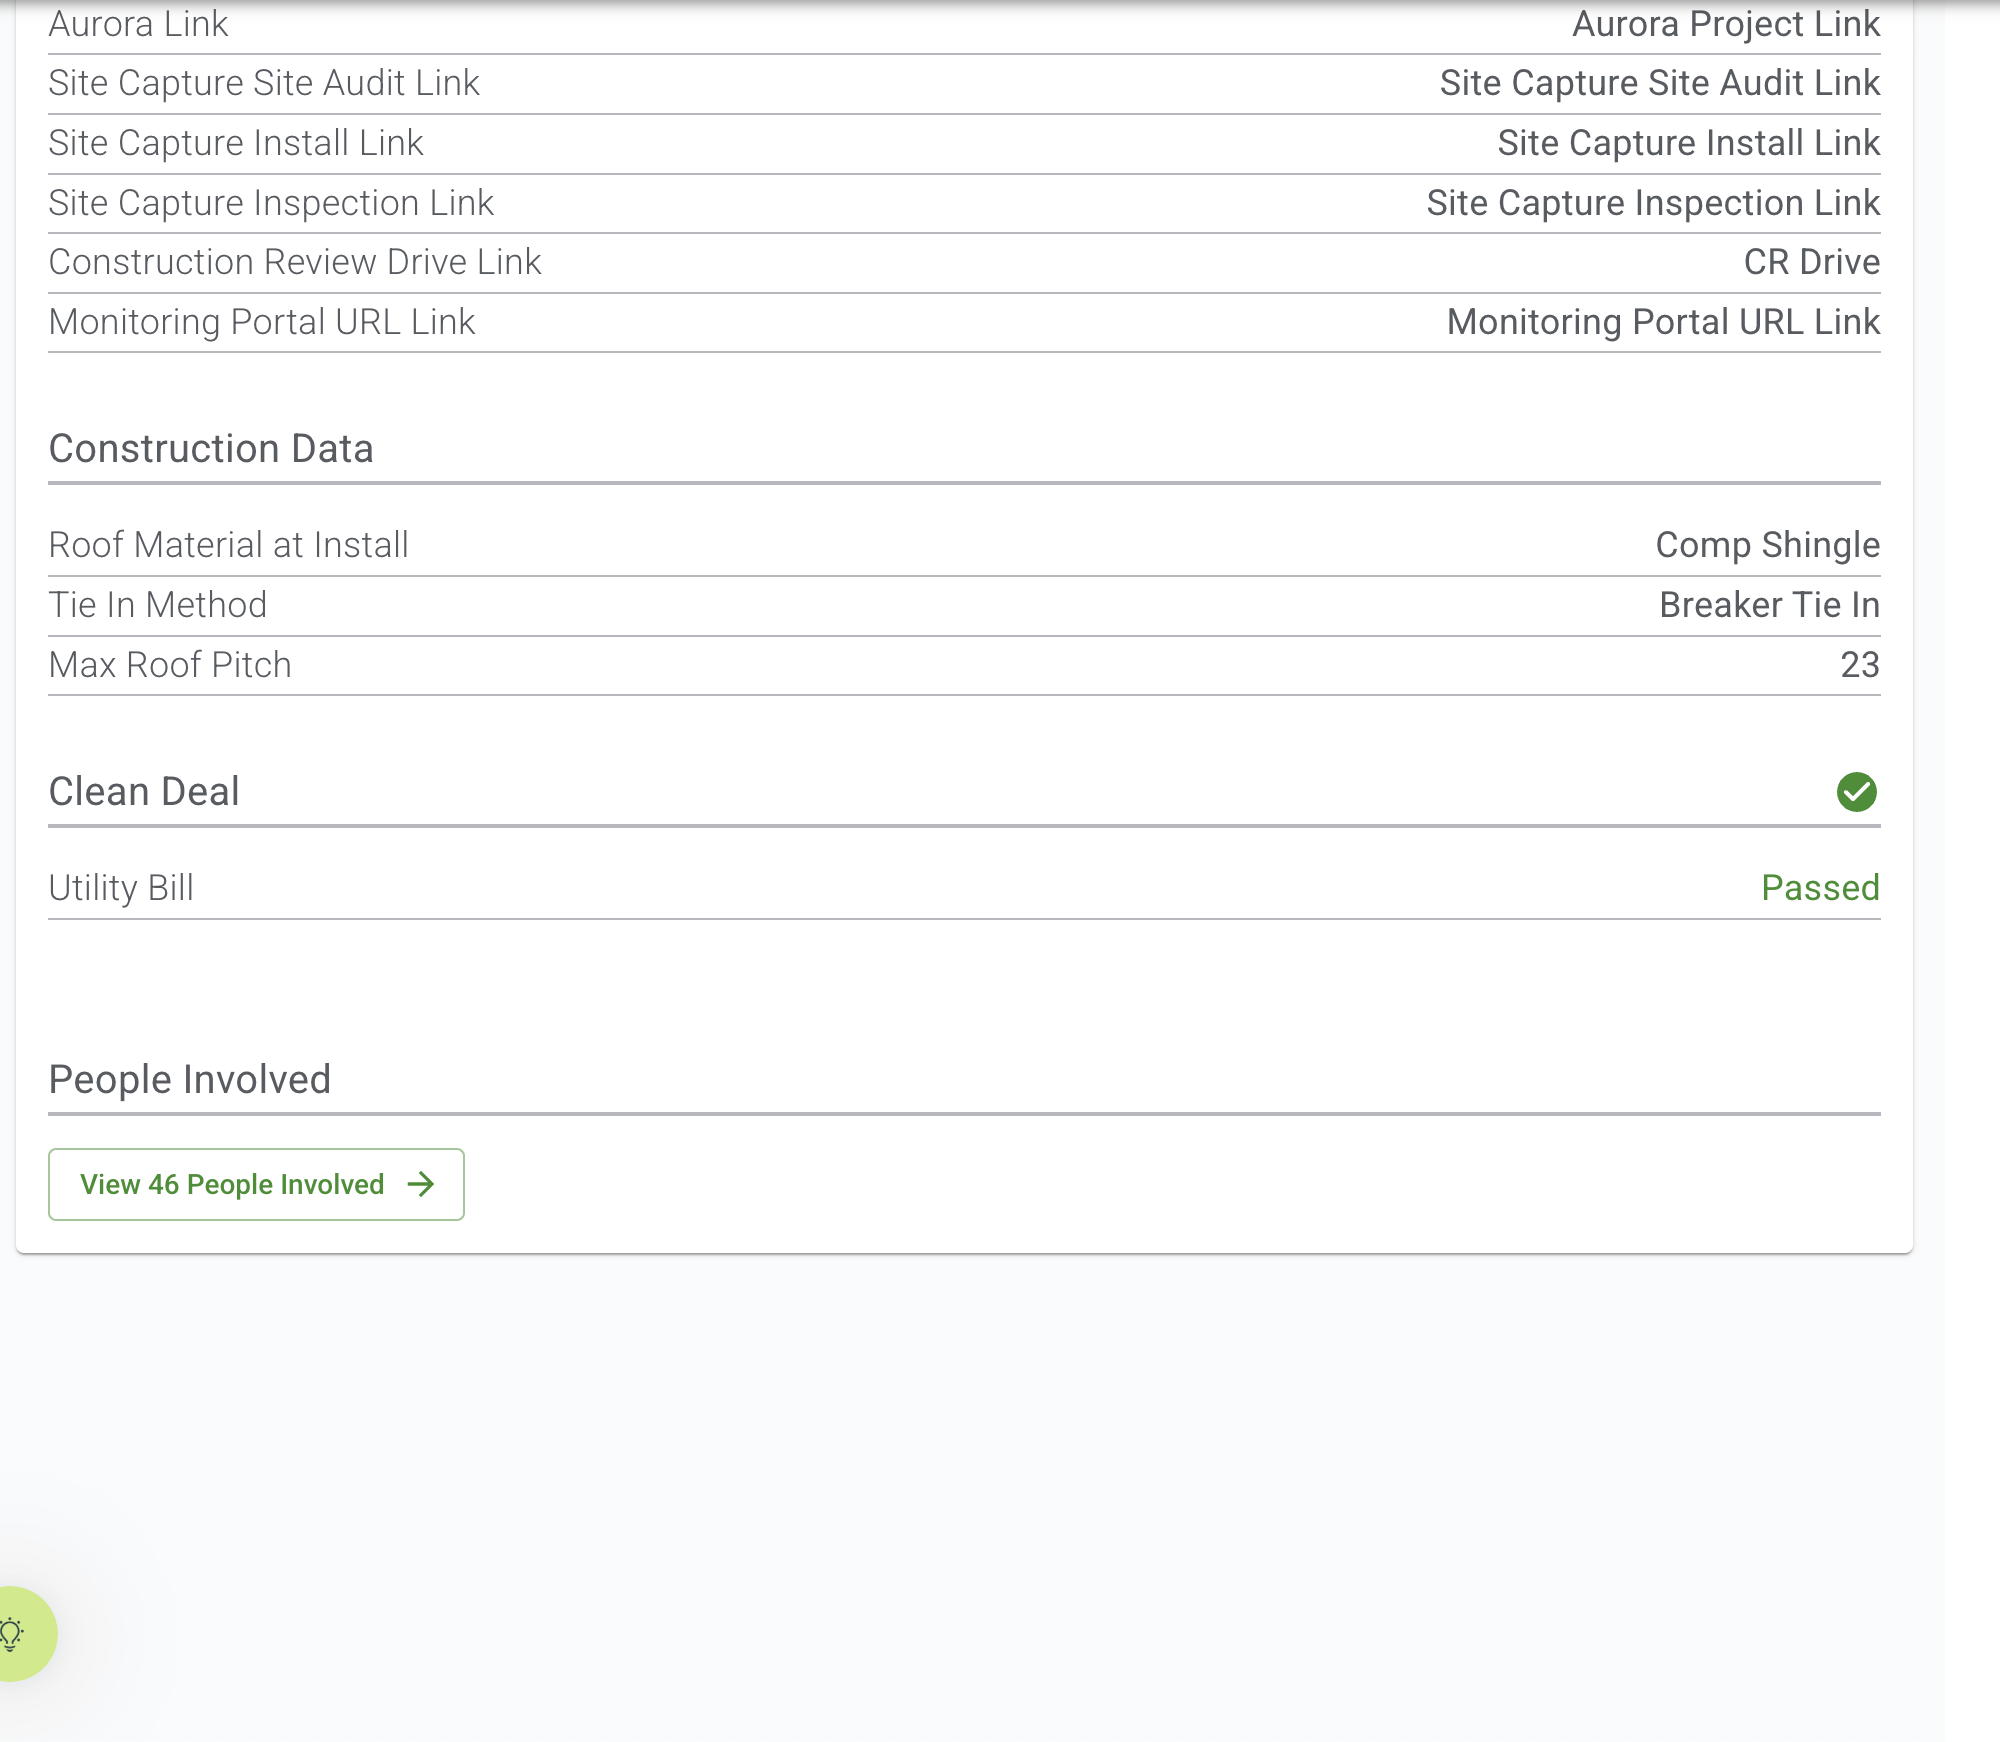 Aurora Link Aurora Project Link
Site Capture Site Audit Link Site Capture Site Audit Link
Site Capture Install Link Site Capture Install Link
Site Capture Inspection Link Site Capture Inspection Link
Construction Review Drive Link CR Drive
Monitoring Portal URL Link Monitoring Portal URL Link
Construction Data
Roof Material at Install Comp Shingle
Tie In Method Breaker Tie In
Max Roof Pitch 23
Clean Deal
Utility Bill Passed
People Involved
View 46 People Involved